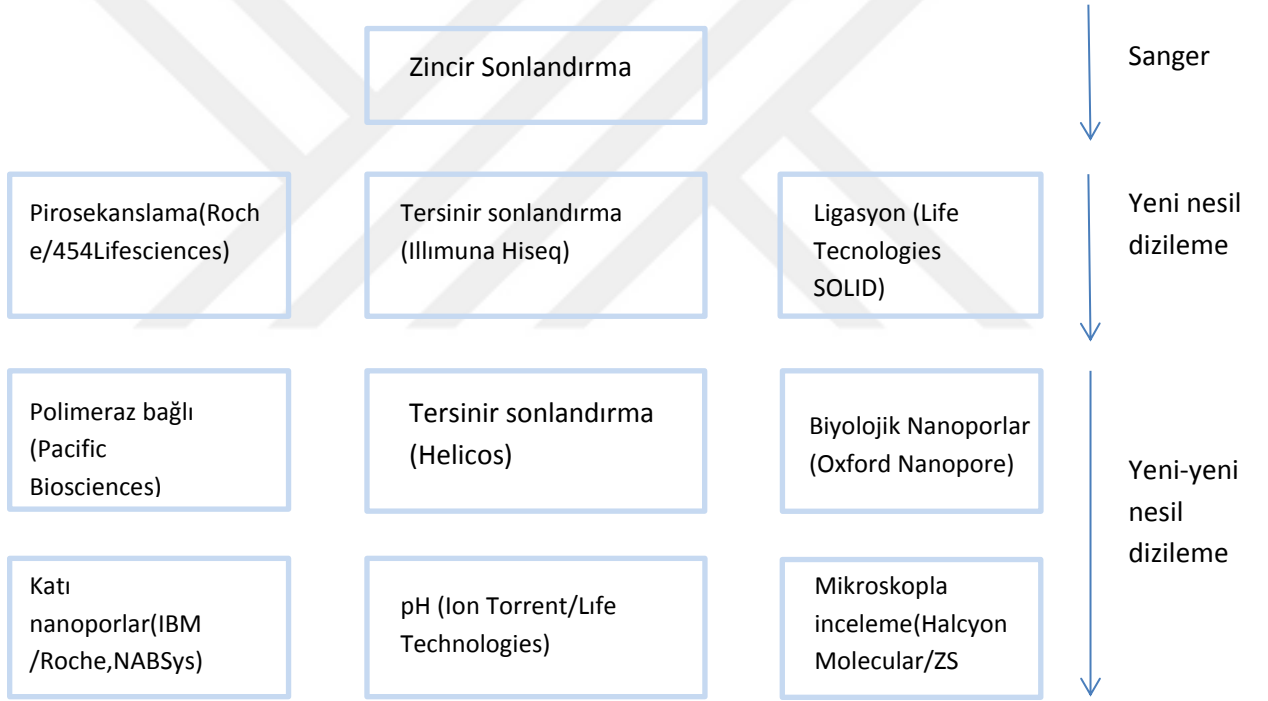 Zincir Sonlandırma
Sanger
Pirosekanslama(Roch
e/454Lifesciences)
Tersinir sonlandırma
(Illımuna Hiseq)
Ligasyon (Life
Tecnologies
SOLID)
Yeni nesil
dizileme
Polimeraz bağlı
(Pacific
Biosciences)
Tersinir sonlandırma
(Helicos)
Biyolojik Nanoporlar
(Oxford Nanopore)
Yeni-yeni
nesil
dizileme
Katı
nanoporlar(IBM
/Roche,NABSys)
pH (Ion Torrent/Lıfe
Technologies)
Mikroskopla
inceleme(Halcyon
Molecular/ZS